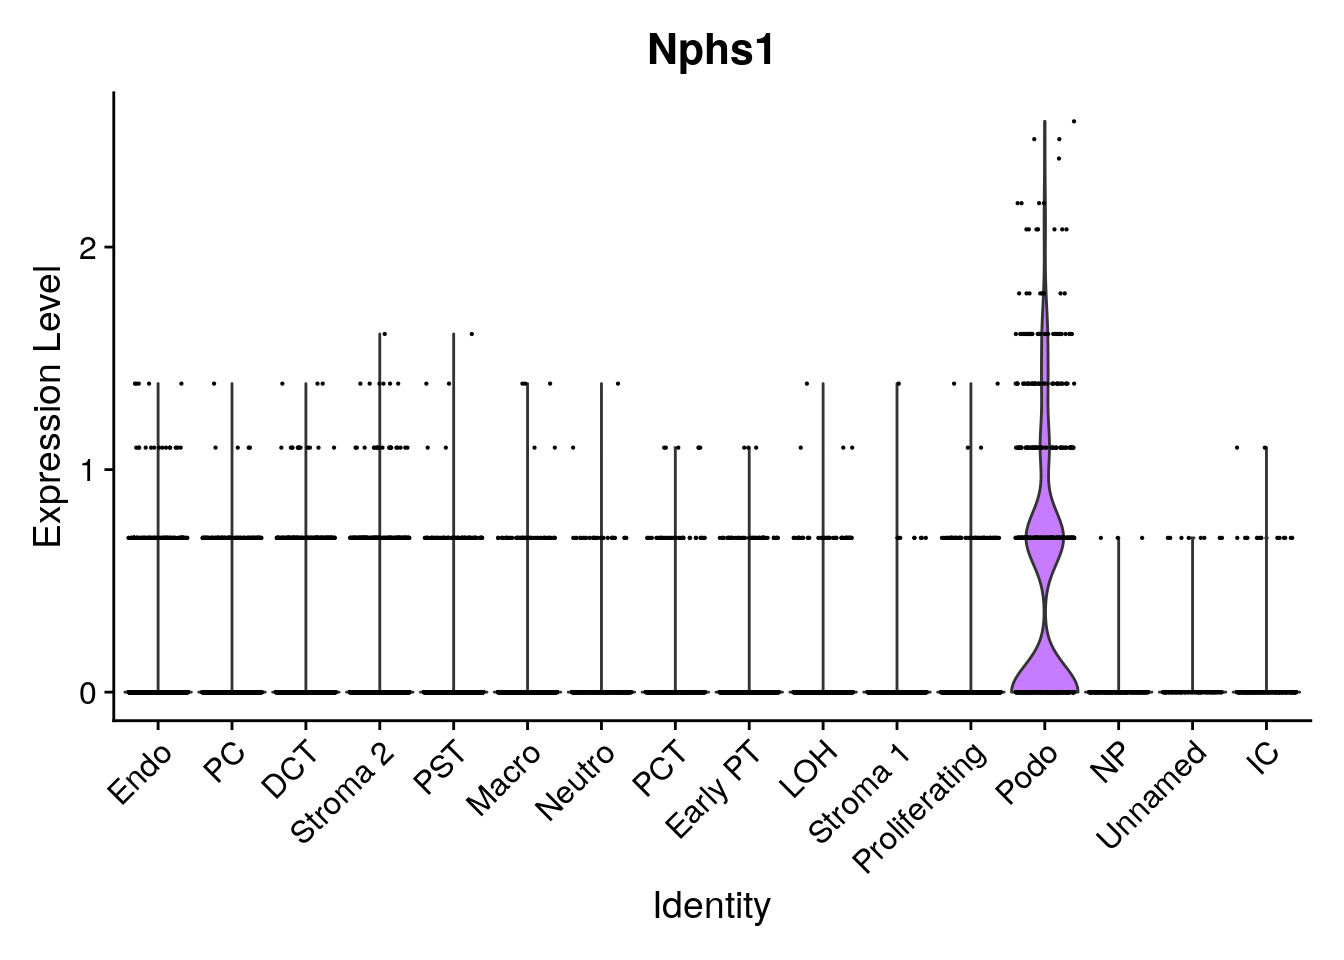 Nphs1
Expression Level
2
1
0
Endo
PC
DCT
Stroma 2
PST
Macro
Neutro
PCT
Early PT
LOH
Stroma 1
Proliferating
Podo
NP
Unnamed
IC
Identity